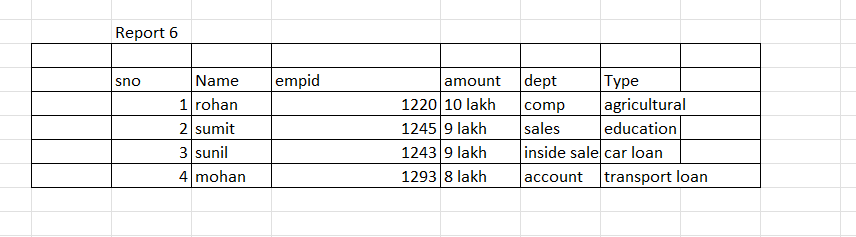 Report 6
sno Name empid amount dept Type
1 rohan 1220 10 lakh comp agricultural
2 sumit 1245 9 lakh sales education
3 sunil 1243 9 lakh inside sale car loan
4 mohan 1293 8 lakh account transport loan